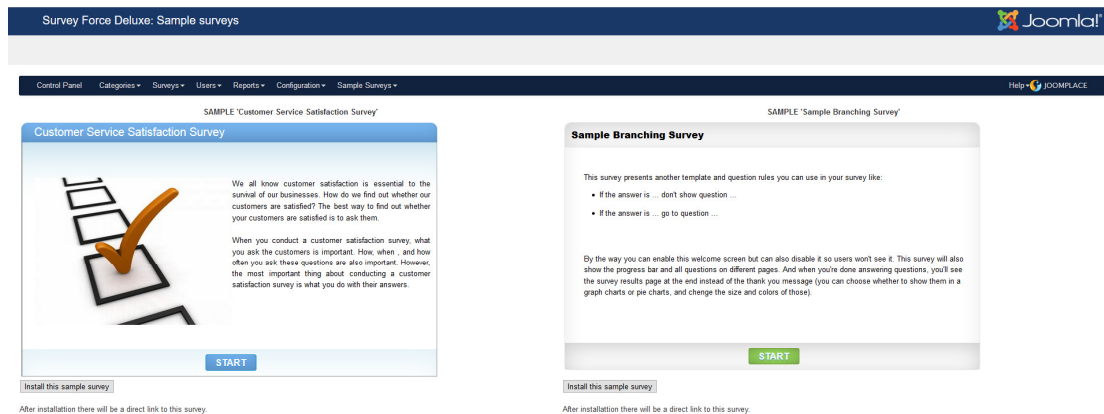 Survey Force Deluxe: Sample surveys
Joomla!®
Control Panel Categories Surveys Users Reports Configuration Sample Surveys Help JOOMPLACE
SAMPLE 'Customer Service Satisfaction Survey'
Customer Service Satisfaction Survey
We all know customer satisfaction is essential to the
survival of our businesses. How do we find out whether our
customers are satisfied? The best way to find out whether
your customers are satisfied is to ask them.
When you conduct a customer satisfaction survey, what
you ask the customers is important. How, when , and how
often you ask these questions are also important. However,
the most important thing about conducting a customer
satisfaction survey is what you do with their answers.
START
Install this sample survey
After installattion there will be a direct link to this survey.
SAMPLE 'Sample Branching Survey'
Sample Branching Survey
This survey presents another template and question rules you can use in your survey like:
• If the answer is ... don't show question ...
• If the answer is ... go to question ...
By the way you can enable this welcome screen but can also disable it so users won't see it. This survey will also
show the progress bar and all questions on different pages. And when you're done answering questions, you'll see
the survey results page at the end instead of the thank you message (you can choose whether to show them in a
graph charts or pie charts, and chenge the size and colors of those).
START
Install this sample survey
After installattion there will be a direct link to this survey.